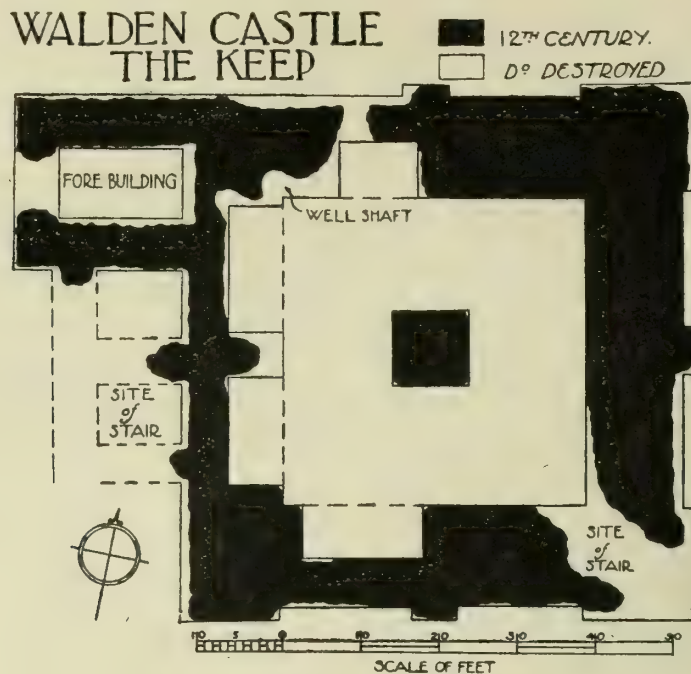 WALDEN CASTLE
THE KEEP
12TH CENTURY.
Dº DESTROYED
FORE BUILDING
WELL SHAFT
SITE
of
STAIR
SITE
of
STAIR
10 5 0 10 20 30 40 50
SCALE OF FEET